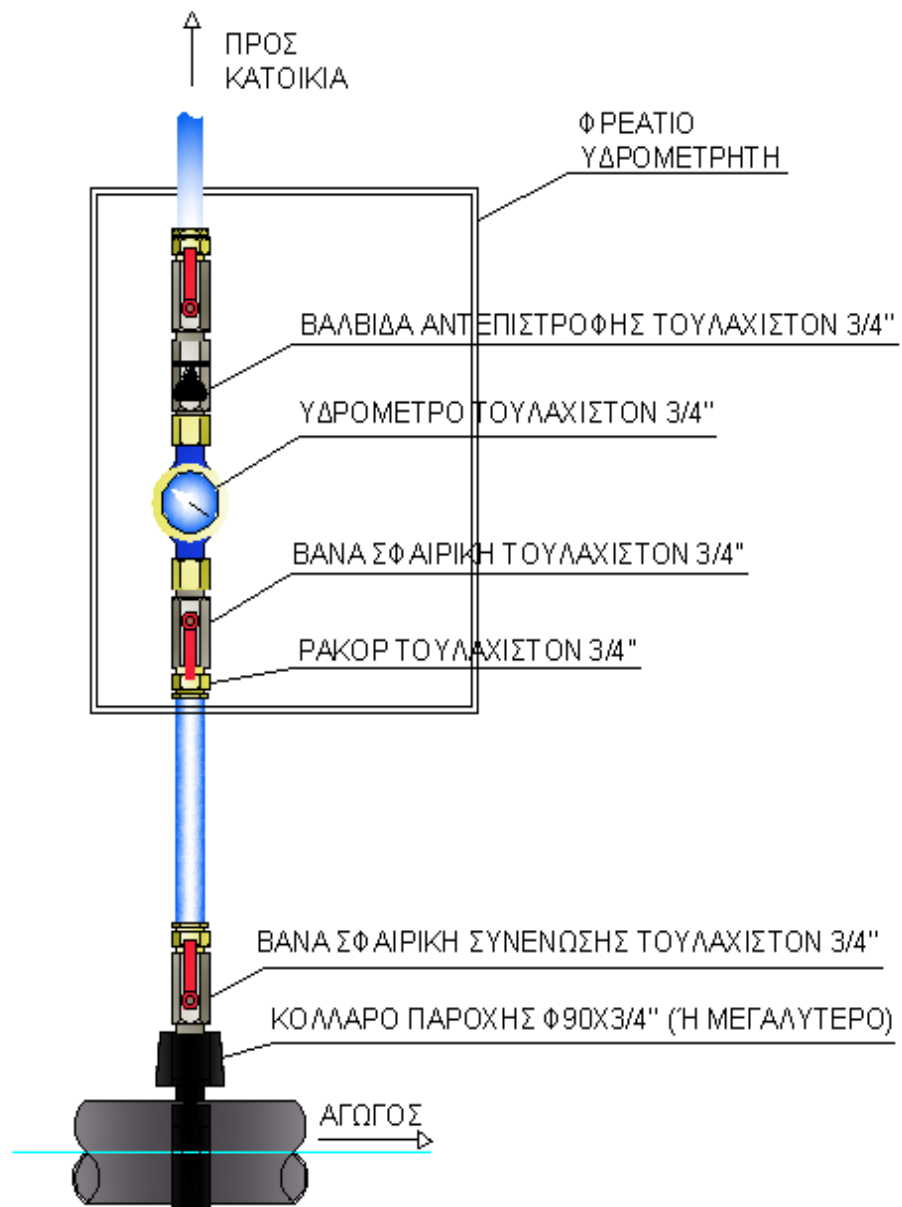 ΠΡΟΣ
ΚΑΤΟΙΚΙΑ
ΦΡΕΑΤΙΟ
ΥΔΡΟΜΕΤΡΗΤΗ
ΒΑΛΒΙΔΑ ΑΝΤΕΠΙΣΤΡΟΦΗΣ ΤΟΥΛΑΧΙΣΤΟΝ 3/4"
ΥΔΡΟΜΕΤΡΟ ΤΟΥΛΑΧΙΣΤΟΝ 3/4"
ΒΑΝΑ ΣΦΑΙΡΙΚΗ ΤΟΥΛΑΧΙΣΤΟΝ 3/4"
ΡΑΚΟΡ ΤΟΥΛΑΧΙΣΤΟΝ 3/4"
ΒΑΝΑ ΣΦΑΙΡΙΚΗ ΣΥΝΕΝΩΣΗΣ ΤΟΥΛΑΧΙΣΤΟΝ 3/4"
ΚΟΛΛΑΡΟ ΠΑΡΟΧΗΣ Φ90Χ3/4" (Ή ΜΕΓΑΛΥΤΕΡΟ)
ΑΓΩΓΟΣ